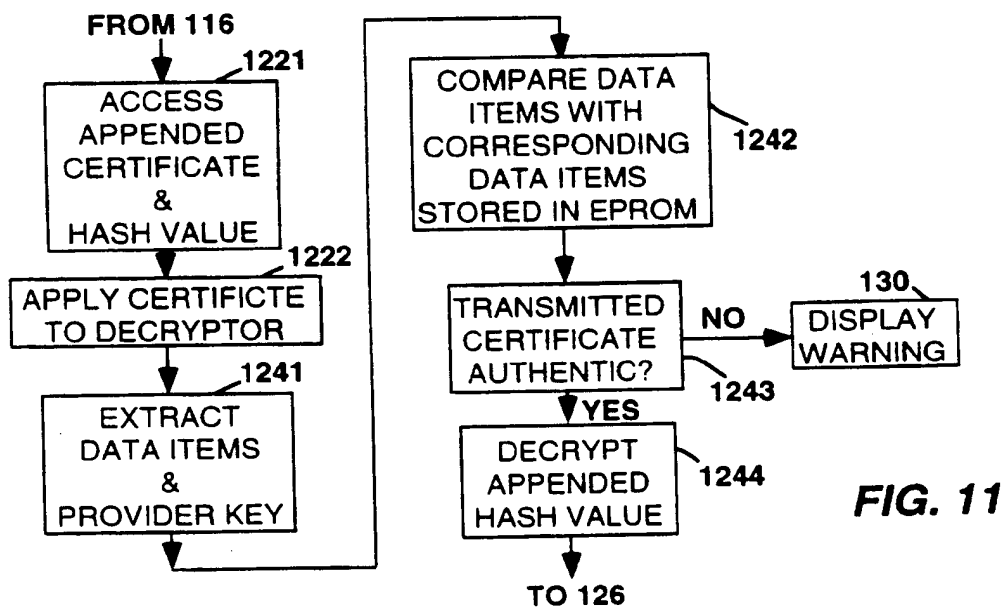 FROM 116
1221
ACCESS
APPENDED
CERTIFICATE
&
HASH VALUE
1222
APPLY CERTIFICTE
TO DECRYPTOR
1241
EXTRACT
DATA ITEMS
&
PROVIDER KEY
COMPARE DATA
ITEMS WITH
CORRESPONDING
DATA ITEMS
STORED IN EPROM
1242
TRANSMITTED
CERTIFICATE
AUTHENTIC?
1243
NO
130
DISPLAY
WARNING
YES
DECRYPT
APPENDED
HASH VALUE
1244
TO 126
FIG. 11